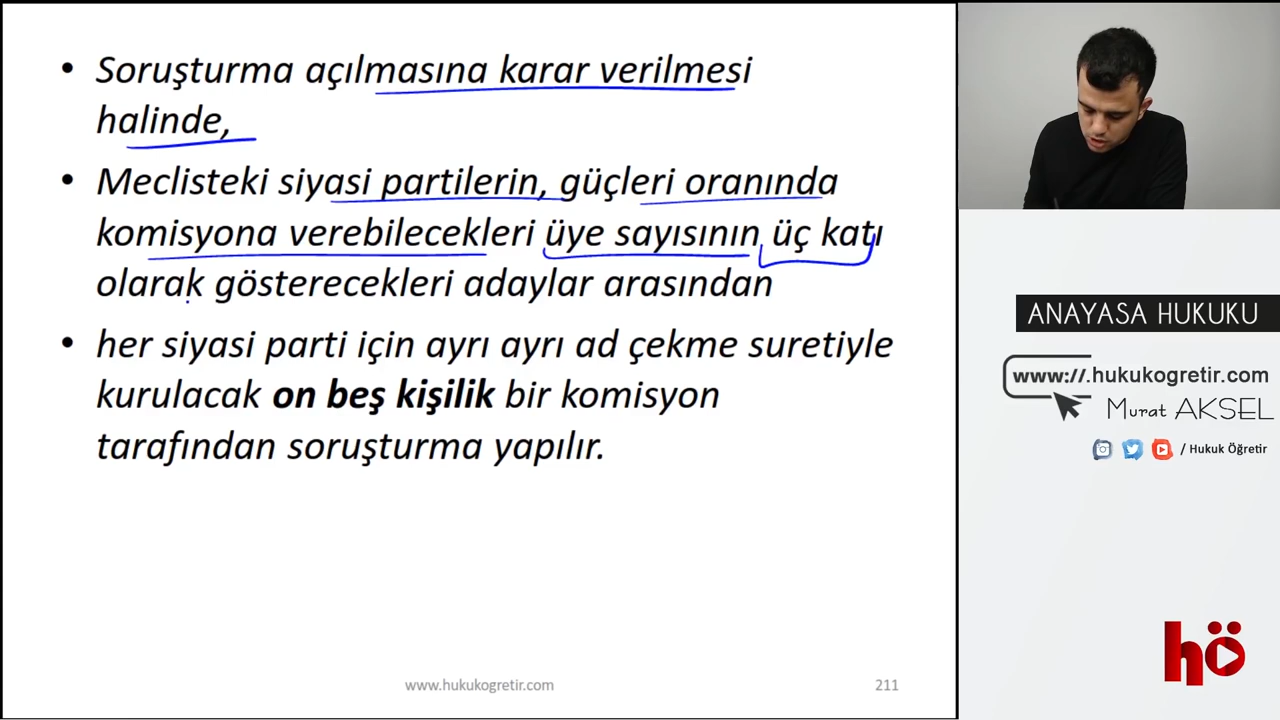 • Soruşturma açılmasına karar verilmesi
halinde,
• Meclisteki siyasi partilerin, güçleri oranında
komisyona verebilecekleri üye sayısının üç katı
olarak gösterecekleri adaylar arasından
• her siyasi parti için ayrı ayrı ad çekme suretiyle
kurulacak on beş kişilik bir komisyon
tarafından soruşturma yapılır.
www.hukukogretir.com
211
ANAYASA HUKUKU
www://.hukukogretir.com
Murat AKSEL
/ Hukuk Öğretir
hö